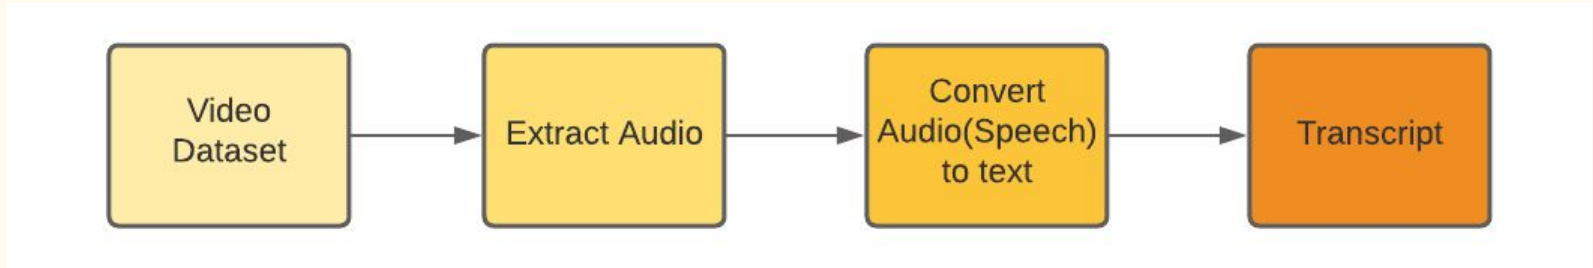 Video
Dataset
Extract Audio
Convert
Audio(Speech)
to text
Transcript